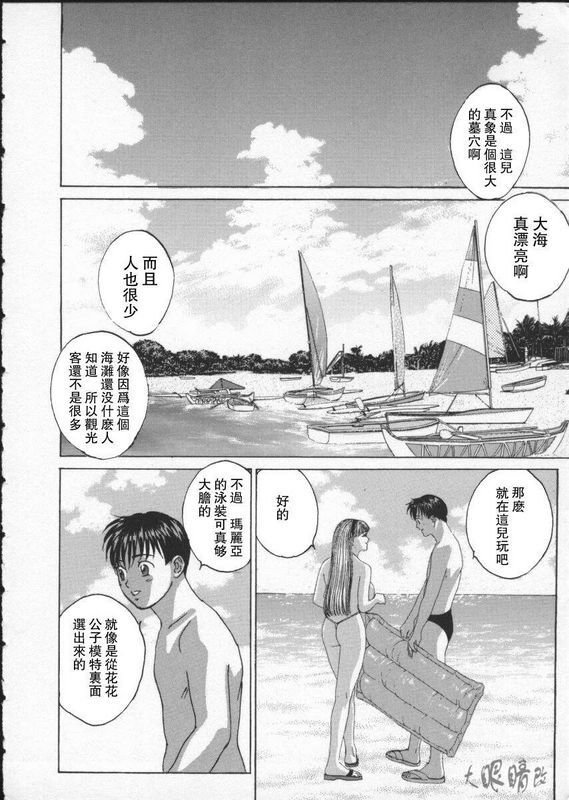 大海
真漂亮啊
不過 這兒
真象是個很大
的墓穴啊
而且
人也很少
好像因爲這個
海灘還没什麽人
知道 所以觀光
客還不是很多
那麽
就在這兒玩吧
好的
不過 瑪麗亞
的泳裝可真够
大膽的
就像是從花花
公子模特裏面
選出來的
大眼睛改